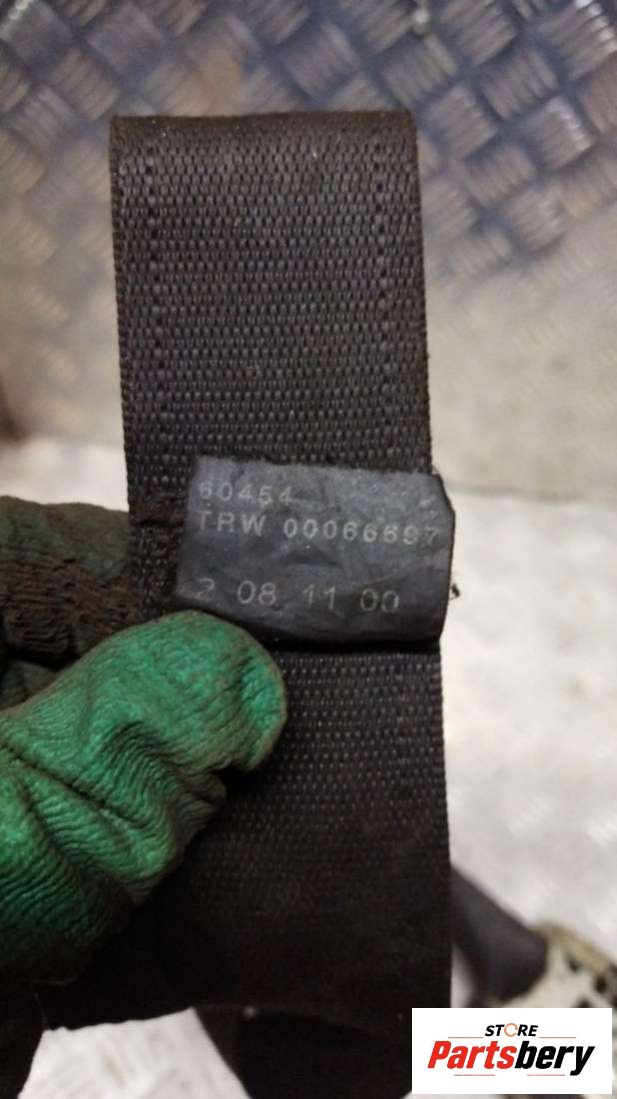 60454
TRW 00066697
2 08 11 00
STORE
Partsbery